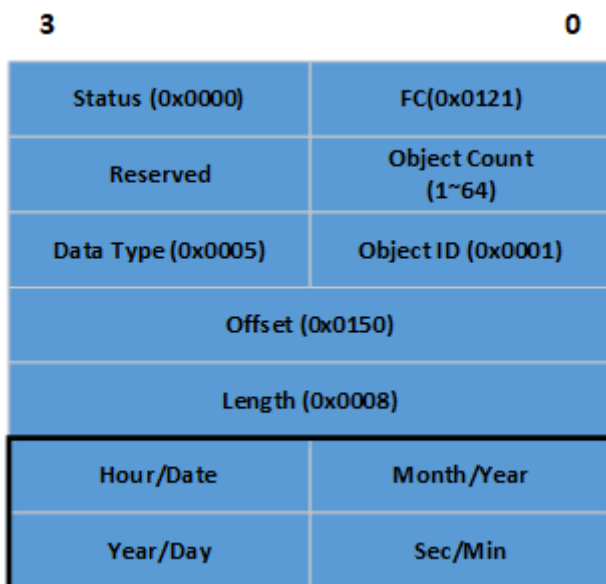 3 0
Status (0x0000) FC(0x0121)
Reserved Object Count
(1~64)
Data Type (0x0005) Object ID (0x0001)
Offset (0x0150)
Length (0x0008)
Hour/Date Month/Year
Year/Day Sec/Min